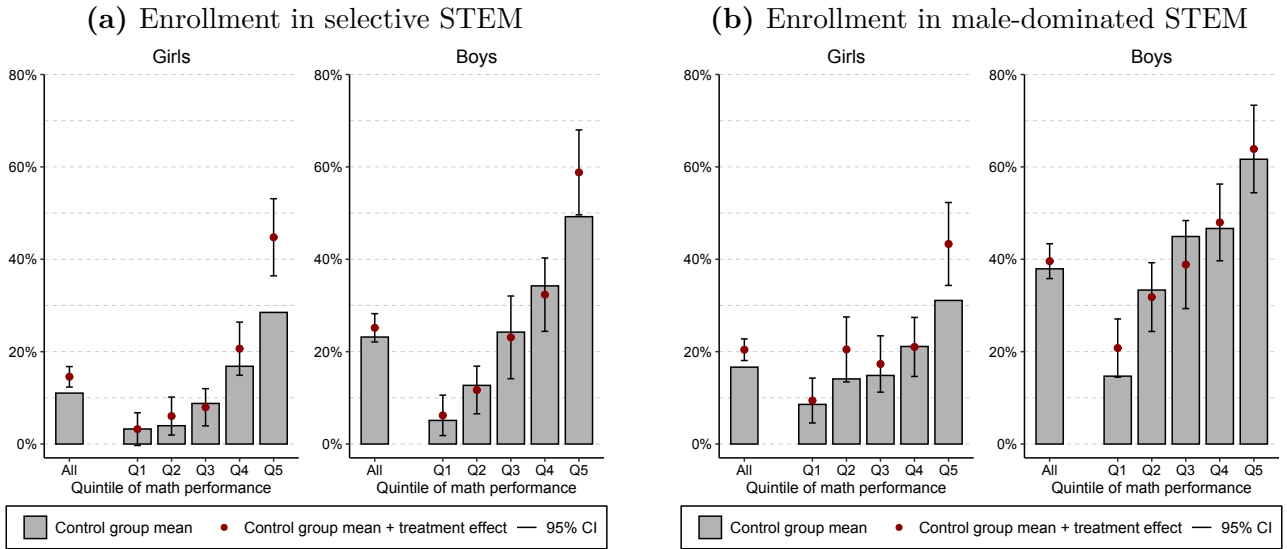 (a) Enrollment in selective STEM
Girls
Boys
80%
60%
40%
20%
0%
80%
60%
40%
20%
0%
All Q1 Q2 Q3 Q4 Q5
Quintile of math performance
All Q1 Q2 Q3 Q4 Q5
Quintile of math performance
Control group mean Control group mean + treatment effect 95% CI
(b) Enrollment in male-dominated STEM
Girls
Boys
80%
60%
40%
20%
0%
80%
60%
40%
20%
0%
All Q1 Q2 Q3 Q4 Q5
Quintile of math performance
All Q1 Q2 Q3 Q4 Q5
Quintile of math performance
Control group mean Control group mean + treatment effect 95% CI